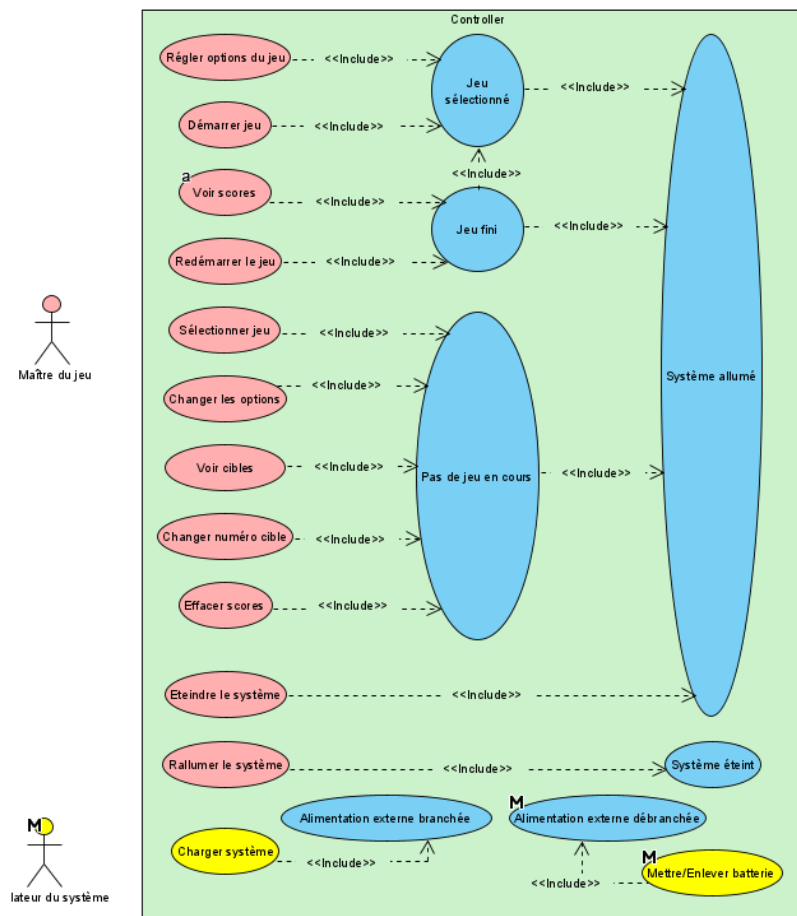 Controller
Régler options du jeu
<<Include>>
Jeu
sélectionné
<<Include>>
Démarrer jeu
<<Include>>
<<Include>>
a
Voir scores
<<Include>>
Jeu fini
<<Include>>
Redémarrer le jeu
<<Include>>
Maître du jeu
Sélectionner jeu
<<Include>>
Système allumé
Changer les options
<<Include>>
Voir cibles
<<Include>>
Pas de jeu en cours
<<Include>>
Changer numéro cible
<<Include>>
Effacer scores
<<Include>>
Eteindre le système
<<Include>>
Rallumer le système
<<Include>>
Système éteint
M
Alimentation externe branchée
M
Alimentation externe débranchée
Charger système
<<Include>>
M
Mettre/Enlever batterie
<<Include>>
lateur du système